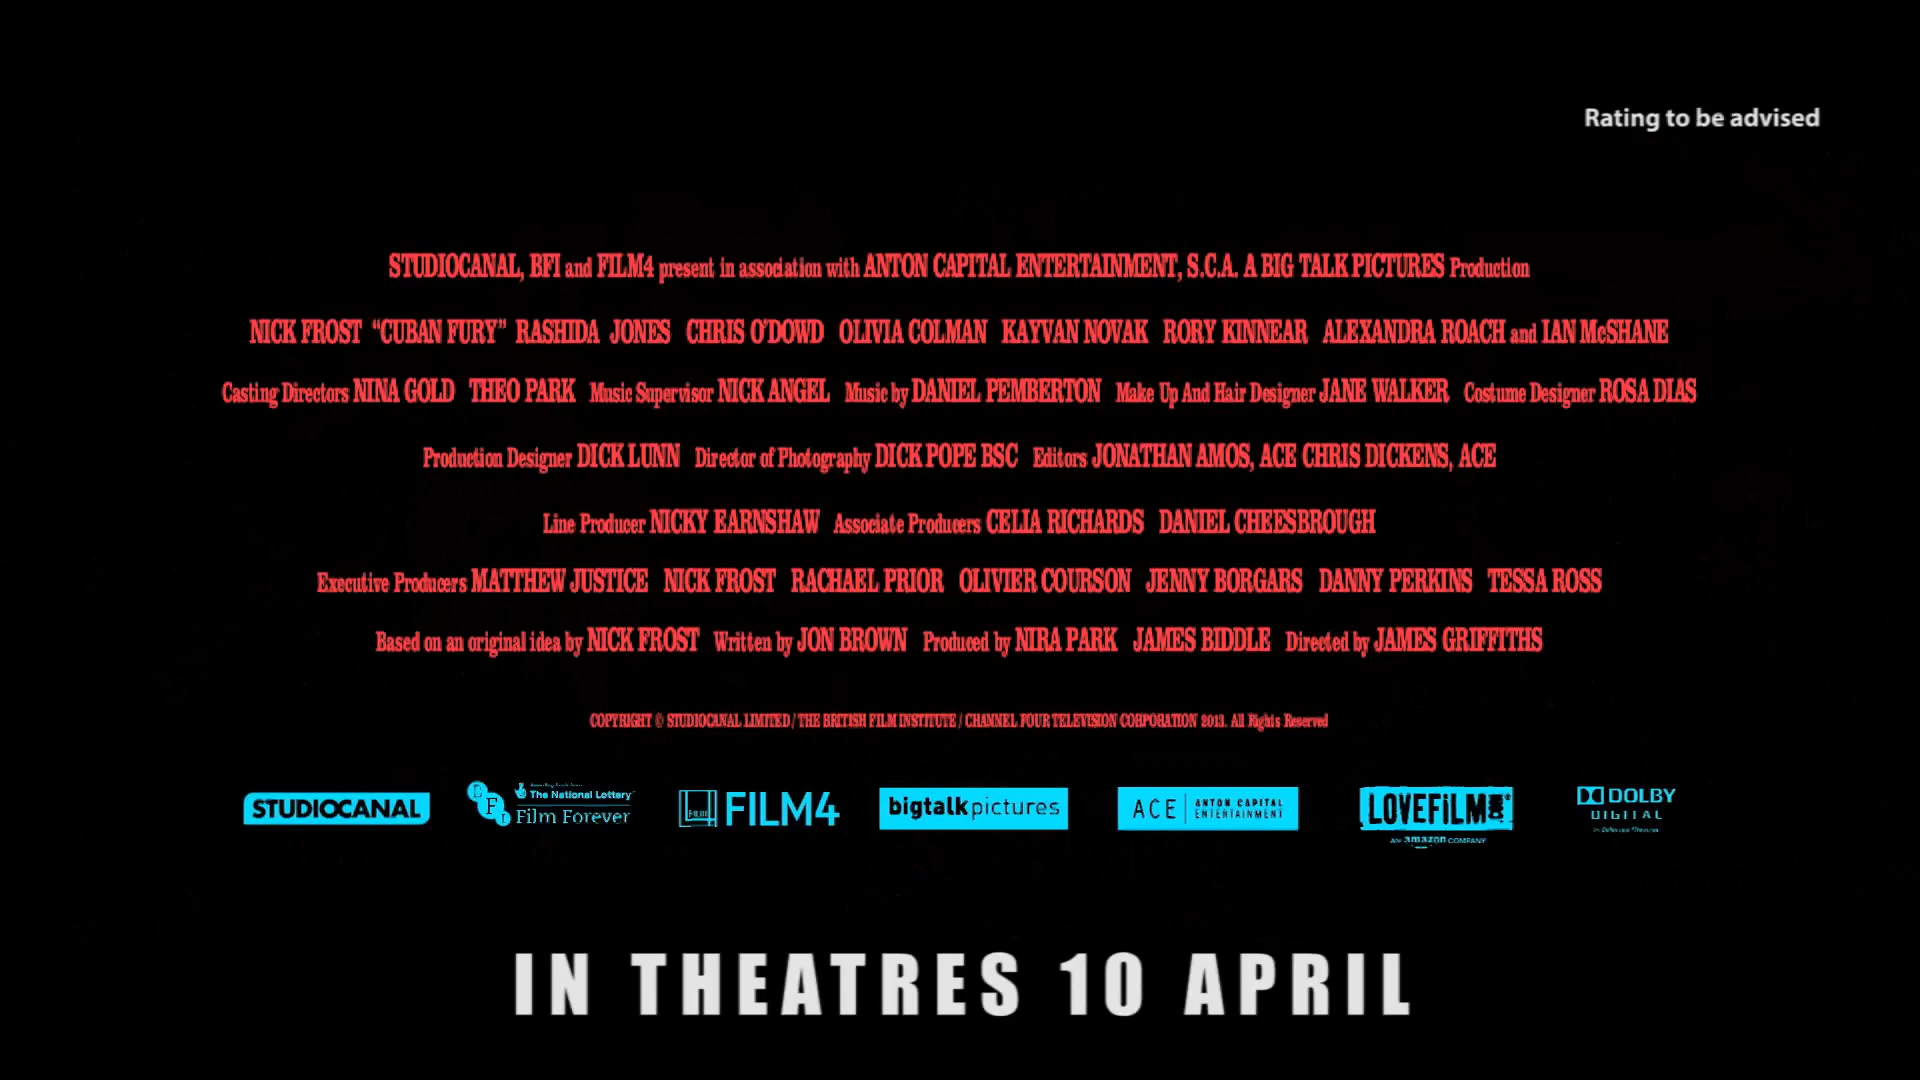 Rating to be advised
STUDIOCANAL, BFI and FILM4 present in association with ANTON CAPITAL ENTERTAINMENT, S.C.A. A BIG TALK PICTURES Production
NICK FROST “CUBAN FURY” RASHIDA JONES CHRIS O'DOWD OLIVIA COLMAN KAYVAN NOVAK RORY KINNEAR ALEXANDRA ROACH and IAN McSHANE
Casting Directors NINA GOLD THEO PARK Music Supervisor NICK ANGEL Music by DANIEL PEMBERTON Make Up And Hair Designer JANE WALKER Costume Designer ROSA DIAS
Production Designer DICK LUNN Director of Photography DICK POPE BSC Editors JONATHAN AMOS, ACE CHRIS DICKENS, ACE
Line Producer NICKY EARNSHAW Associate Producers CELIA RICHARDS DANIEL CHEESBROUGH
Executive Producers MATTHEW JUSTICE NICK FROST RACHAEL PRIOR OLIVIER COURSON JENNY BORGARS DANNY PERKINS TESSA ROSS
Based on an original idea by NICK FROST Written by JON BROWN Produced by NIRA PARK JAMES BIDDLE Directed by JAMES GRIFFITHS
COPYRIGHT © STUDIOCANAL LIMITED / THE BRITISH FILM INSTITUTE / CHANNEL FOUR TELEVISION CORPORATION 2013. All Rights Reserved
STUDIOCANAL
BFI
The National Lottery
Film Forever
FILM4
bigtalkpictures
ACE
ANTON CAPITAL
ENTERTAINMENT
LOVEFiLM
AN amazon COMPANY
DOLBY
DIGITAL
IN THEATRES 10 APRIL